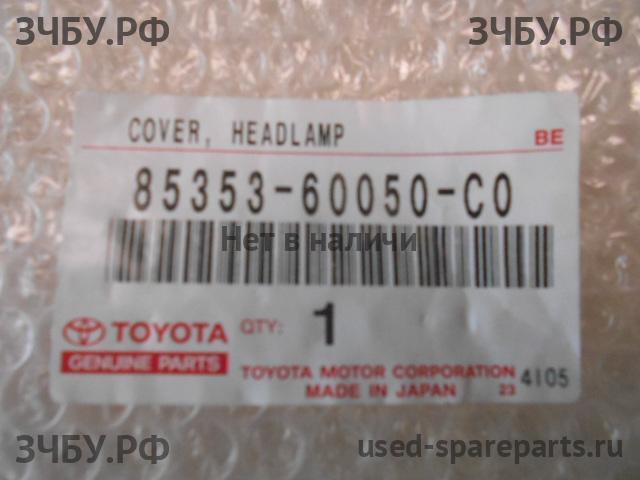 ЗЧБУ.РФ ЗЧБУ.РФ
COVER, HEADLAMP BE
85353-60050-C0
Нет в наличи
TOYOTA QTY: 1
GENUINE PARTS TOYOTA MOTOR CORPORATION 4I05
MADE IN JAPAN 23
ЗЧБУ.РФ used-spareparts.ru